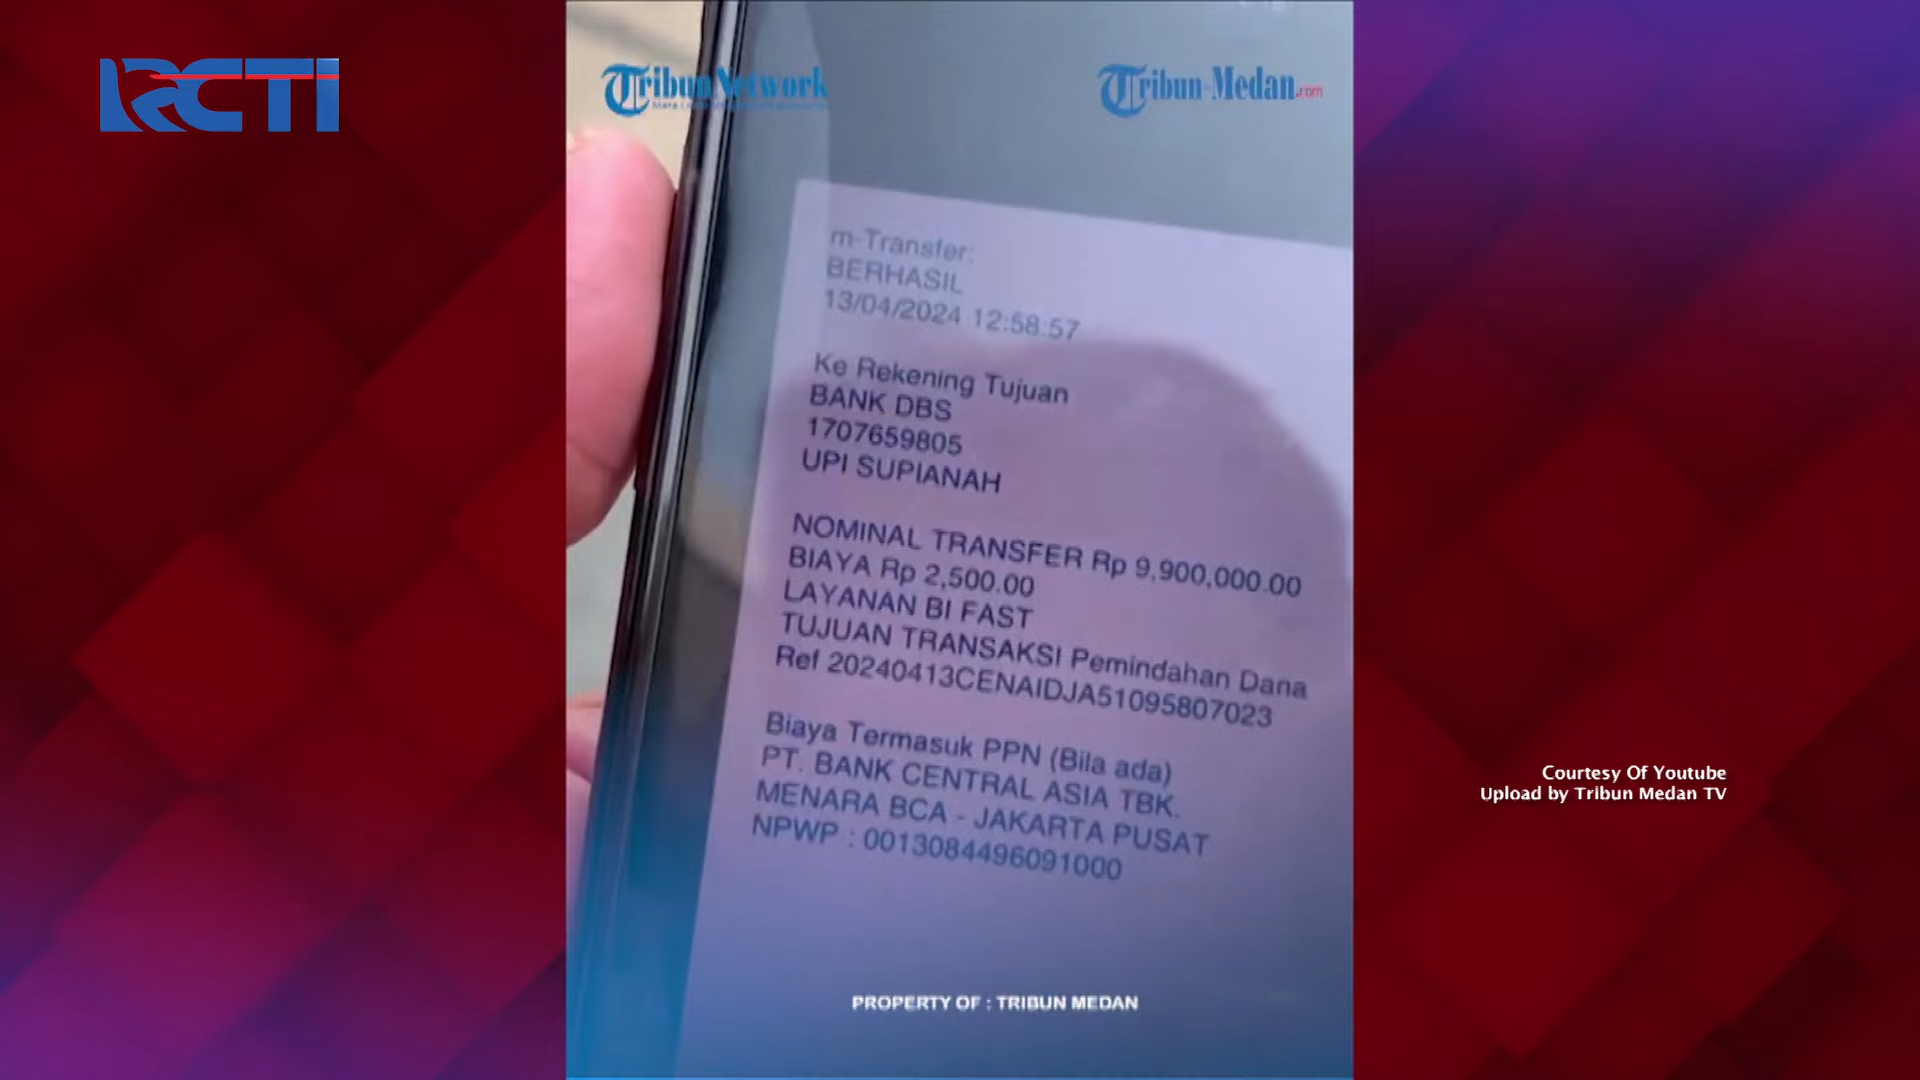 RCTI
Tribun Network
Tribun-Medan.com
m-Transfer:
BERHASIL
13/04/2024 12:58:57
Ke Rekening Tujuan
BANK DBS
1707659805
UPI SUPIANAH
NOMINAL TRANSFER Rp 9,900,000.00
BIAYA Rp 2,500.00
LAYANAN BI FAST
TUJUAN TRANSAKSI Pemindahan Dana
Ref 20240413CENAIDJA51095807023
Biaya Termasuk PPN (Bila ada)
PT. BANK CENTRAL ASIA TBK.
MENARA BCA - JAKARTA PUSAT
NPWP : 0013084496091000
Courtesy Of Youtube
Upload by Tribun Medan TV
PROPERTY OF : TRIBUN MEDAN